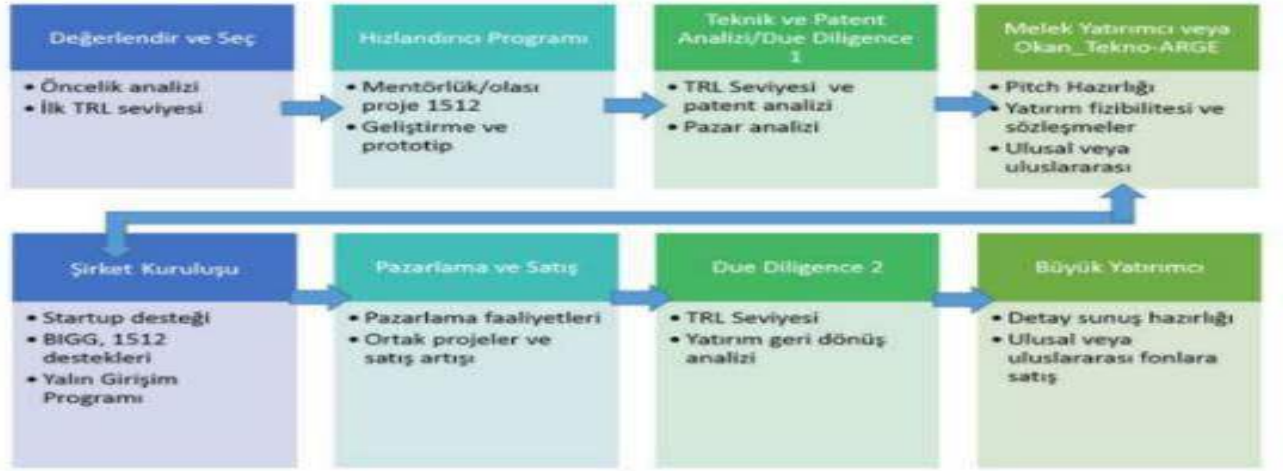 Değerlendir ve Seç
• Öncelik analizi
• İlk TRL seviyesi
Hızlandırıcı Programı
• Mentörlük/olası
proje 1512
• Geliştirme ve
prototip
Teknik ve Patent
Analizi/Due Diligence
1
• TRL Seviyesi ve
patent analizi
• Pazar analizi
Melek Yatırımcı veya
Okan_Tekno-ARGE
• Pitch Hazırlığı
• Yatırım fizibilitesi ve
sözleşmeler
• Ulusal veya
uluslararası
Şirket Kuruluşu
• Startup desteği
• BIGG, 1512
destekleri
• Yalın Girişim
Programı
Pazarlama ve Satış
• Pazarlama faaliyetleri
• Ortak projeler ve
satış artışı
Due Diligence 2
• TRL Seviyesi
• Yatırım geri dönüş
analizi
Büyük Yatırımcı
• Detay sunuş hazırlığı
• Ulusal veya
uluslararası fonlara
satış